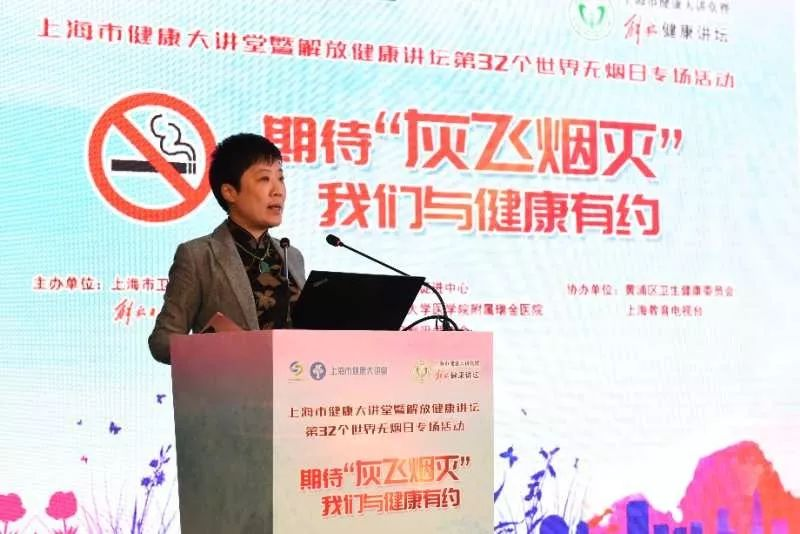 上海市健康大讲堂暨
解放健康讲坛
上海市健康大讲堂暨解放健康讲坛第32个世界无烟日专场活动
期待“灰飞烟灭”
我们与健康有约
主办单位：上海市卫
促进中心
协办单位：黄浦区卫生健康委员会
解放
大学医学院附属瑞金医院
上海教育电视台
上海市健康大讲堂
解放健康讲坛
上海市健康大讲堂暨解放健康讲坛
第32个世界无烟日专场活动
期待“灰飞烟灭”
我们与健康有约